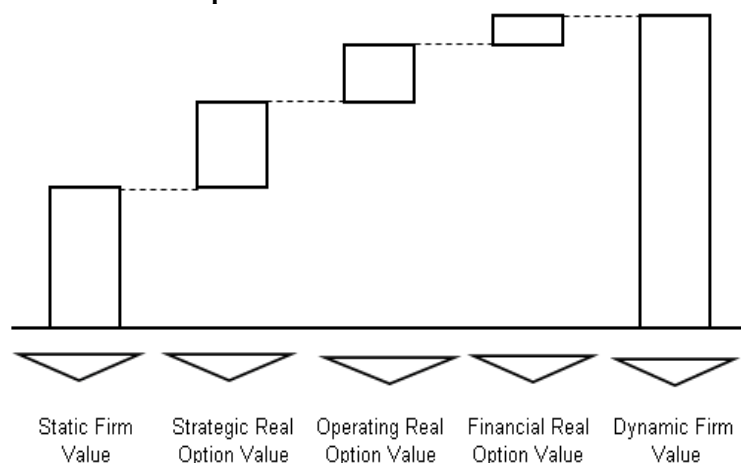 Static Firm
Value
Strategic Real
Option Value
Operating Real
Option Value
Financial Real
Option Value
Dynamic Firm
Value